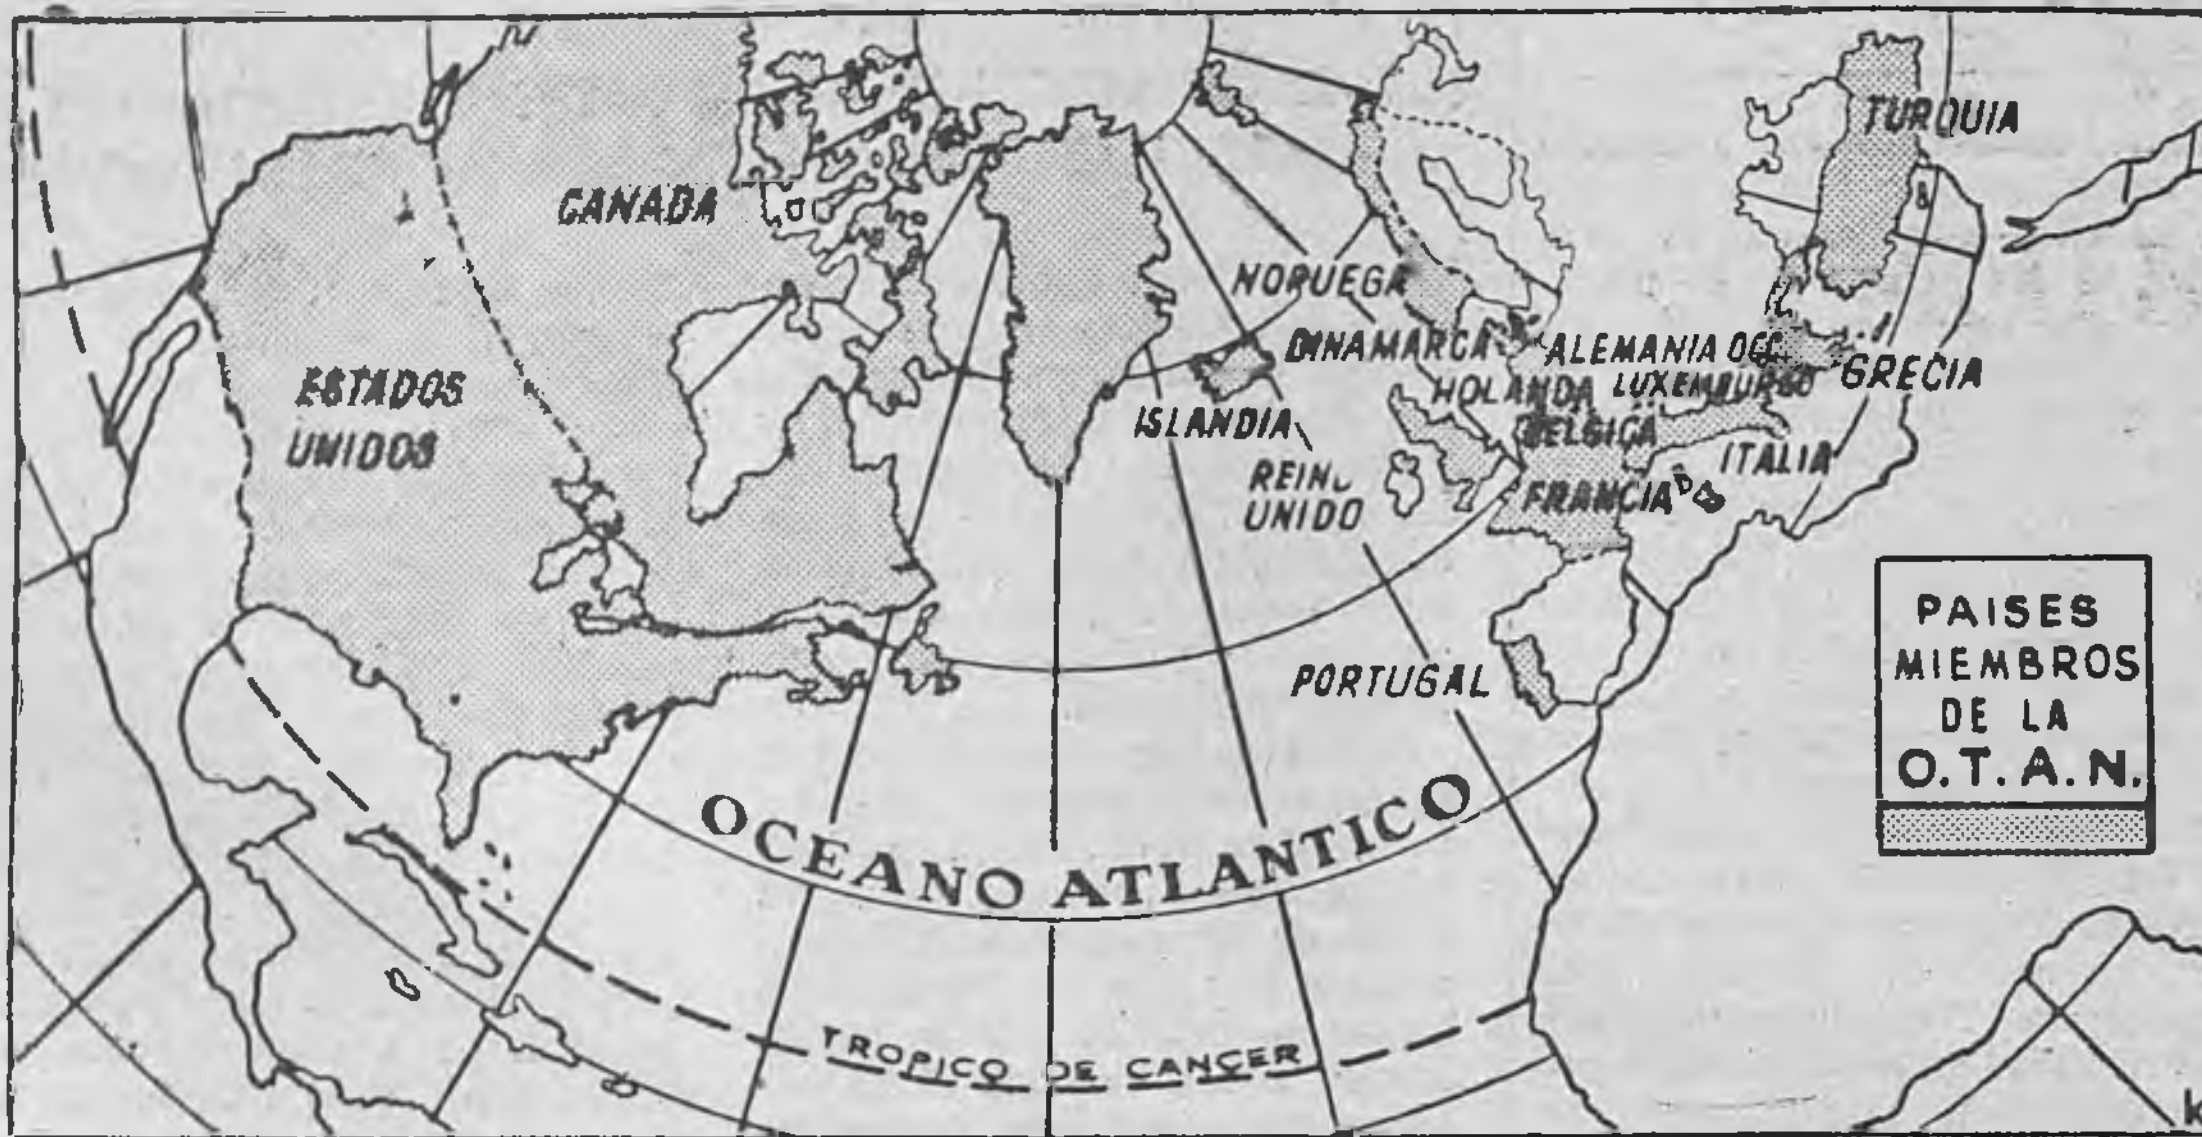 TURQUIA
CANADA
NORUEGA
DINAMARCA
ALEMANIA OCC.
ESTADOS
UNIDOS
HOLANDA
LUXEMBURGO
GRECIA
ISLANDIA
BELGICA
ITALIA
REINO
UNIDO
FRANCIA
PORTUGAL
PAISES
MIEMBROS
DE LA
O.T.A.N.
OCEANO ATLANTICO
TROPICO DE CANCER